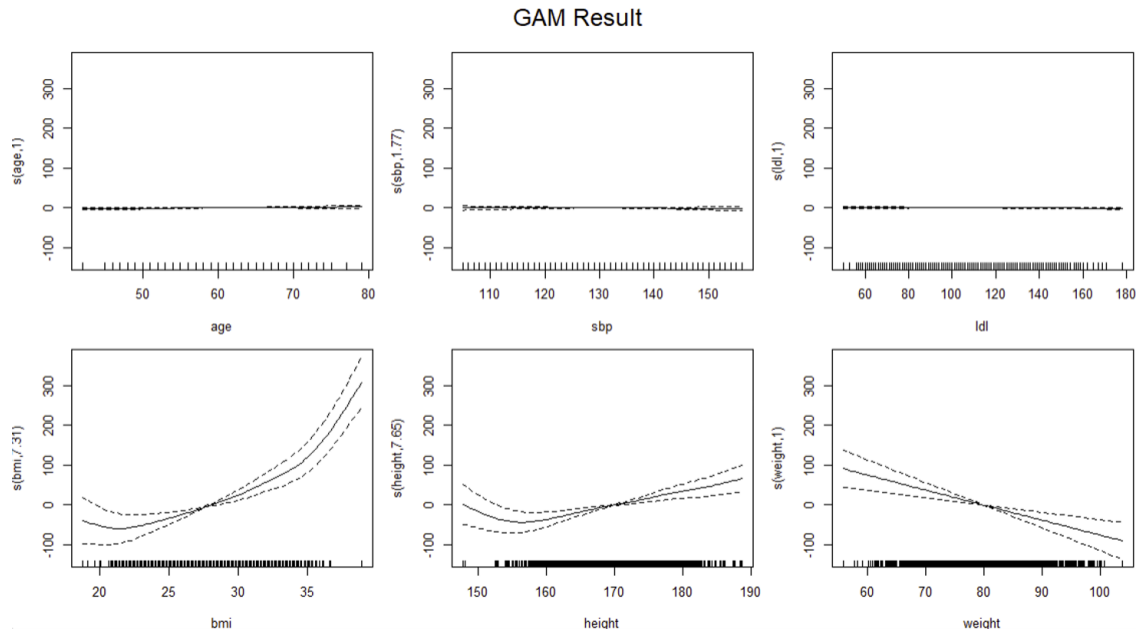 GAM Result
s(age,1)
-100 0 100 200 300
50 60 70 80
age
s(sbp,1.77)
-100 0 100 200 300
110 120 130 140 150
sbp
s(ldl,1)
-100 0 100 200 300
60 80 100 120 140 160 180
ldl
s(bmi,7.31)
-100 0 100 200 300
20 25 30 35
bmi
s(height,7.65)
-100 0 100 200 300
150 160 170 180 190
height
s(weight,1)
-100 0 100 200 300
60 70 80 90 100
weight